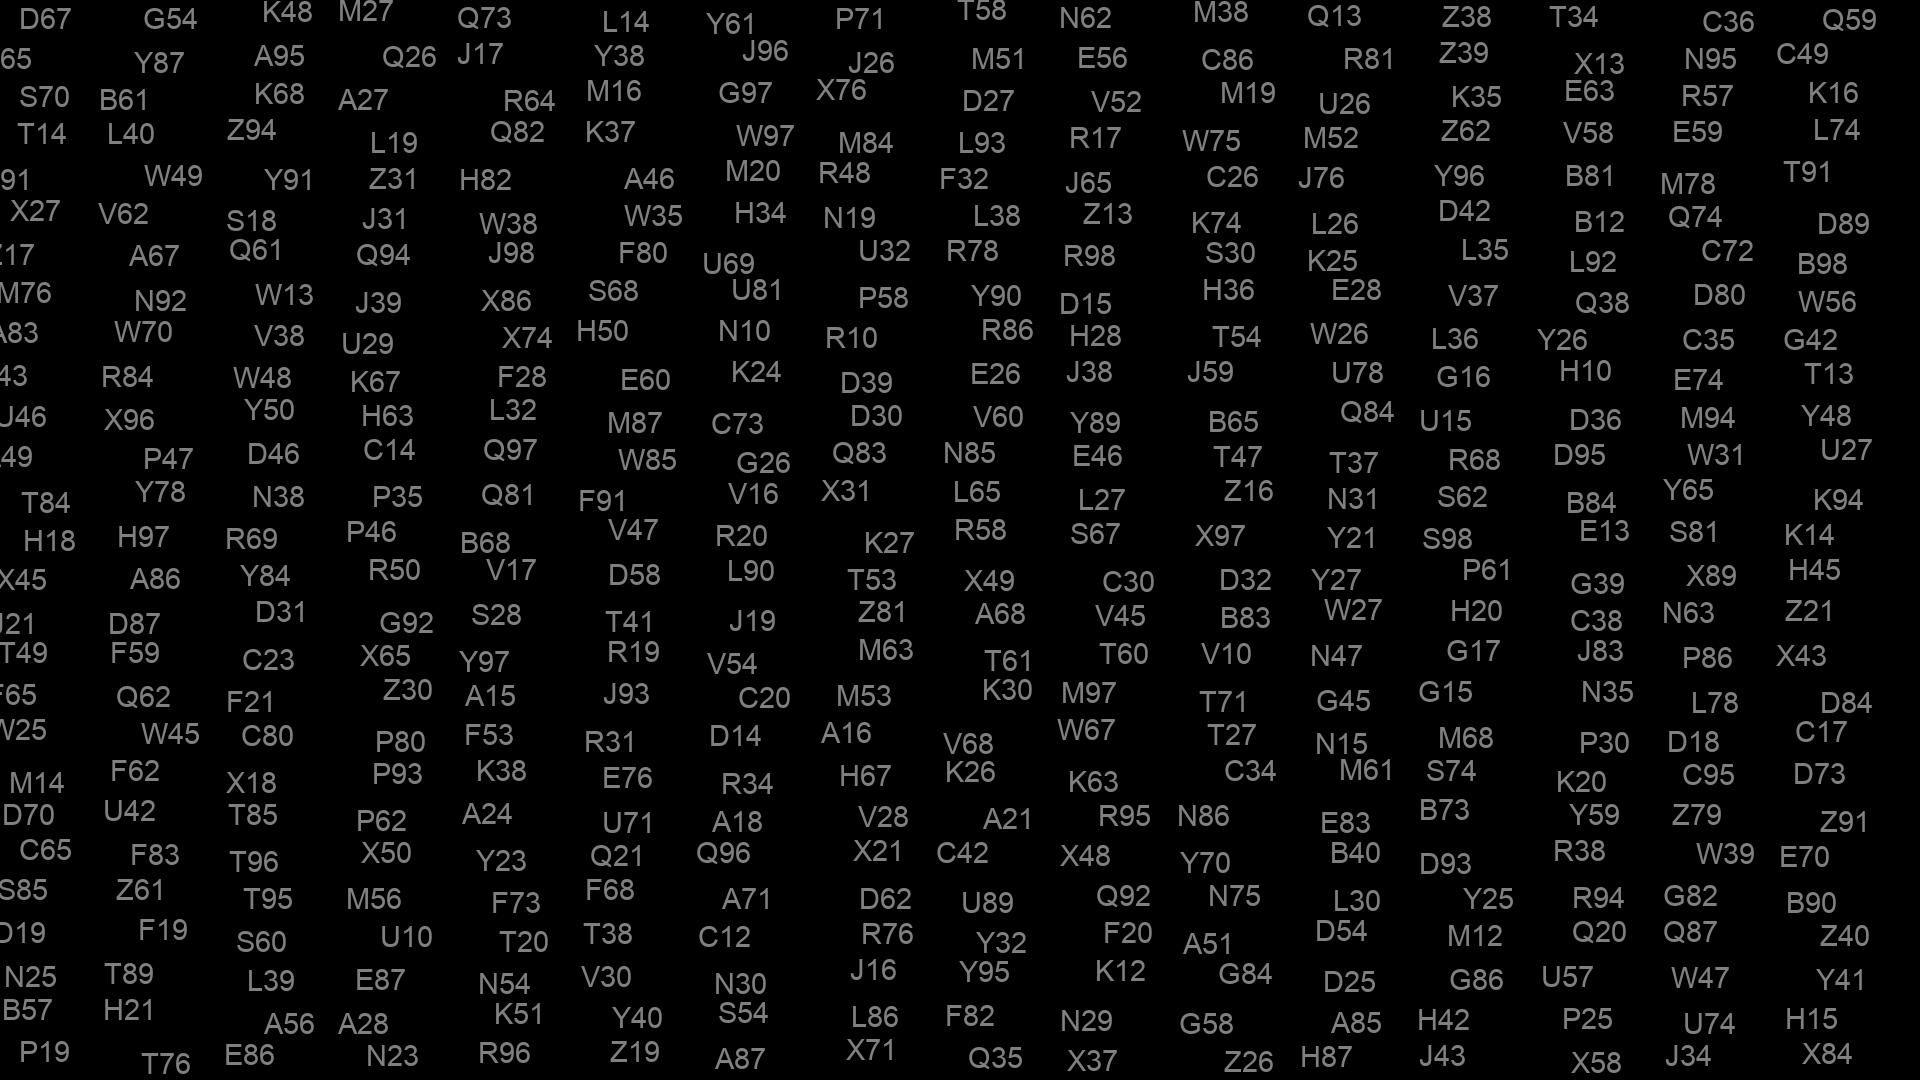 D67 G54 K48 M27 Q73 L14 Y61 P71 T58 N62 M38 Q13 Z38 T34 C36 Q59
65 Y87 A95 Q26 J17 Y38 J96 J26 M51 E56 C86 R81 Z39 X13 N95 C49
S70 B61 K68 A27 R64 M16 G97 X76 D27 V52 M19 U26 K35 E63 R57 K16
T14 L40 Z94 L19 Q82 K37 W97 M84 L93 R17 W75 M52 Z62 V58 E59 L74
91 W49 Y91 Z31 H82 A46 M20 R48 F32 J65 C26 J76 Y96 B81 M78 T91
X27 V62 S18 J31 W38 W35 H34 N19 L38 Z13 K74 L26 D42 B12 Q74 D89
Z17 A67 Q61 Q94 J98 F80 U69 U32 R78 R98 S30 K25 L35 L92 C72 B98
M76 N92 W13 J39 X86 S68 U81 P58 Y90 D15 H36 E28 V37 Q38 D80 W56
A83 W70 V38 U29 X74 H50 N10 R10 R86 H28 T54 W26 L36 Y26 C35 G42
43 R84 W48 K67 F28 E60 K24 D39 E26 J38 J59 U78 G16 H10 E74 T13
U46 X96 Y50 H63 L32 M87 C73 D30 V60 Y89 B65 Q84 U15 D36 M94 Y48
49 P47 D46 C14 Q97 W85 G26 Q83 N85 E46 T47 T37 R68 D95 W31 U27
T84 Y78 N38 P35 Q81 F91 V16 X31 L65 L27 Z16 N31 S62 B84 Y65 K94
H18 H97 R69 P46 B68 V47 R20 K27 R58 S67 X97 Y21 S98 E13 S81 K14
X45 A86 Y84 R50 V17 D58 L90 T53 X49 C30 D32 Y27 P61 G39 X89 H45
21 D87 D31 G92 S28 T41 J19 Z81 A68 V45 B83 W27 H20 C38 N63 Z21
T49 F59 C23 X65 Y97 R19 V54 M63 T61 T60 V10 N47 G17 J83 P86 X43
F65 Q62 F21 Z30 A15 J93 C20 M53 K30 M97 T71 G45 G15 N35 L78 D84
W25 W45 C80 P80 F53 R31 D14 A16 V68 W67 T27 N15 M68 P30 D18 C17
M14 F62 X18 P93 K38 E76 R34 H67 K26 K63 C34 M61 S74 K20 C95 D73
D70 U42 T85 P62 A24 U71 A18 V28 A21 R95 N86 E83 B73 Y59 Z79 Z91
C65 F83 T96 X50 Y23 Q21 Q96 X21 C42 X48 Y70 B40 D93 R38 W39 E70
S85 Z61 T95 M56 F73 F68 A71 D62 U89 Q92 N75 L30 Y25 R94 G82 B90
D19 F19 S60 U10 T20 T38 C12 R76 Y32 F20 A51 D54 M12 Q20 Q87 Z40
N25 T89 L39 E87 N54 V30 N30 J16 Y95 K12 G84 D25 G86 U57 W47 Y41
B57 H21 A56 A28 K51 Y40 S54 L86 F82 N29 G58 A85 H42 P25 U74 H15
P19 T76 E86 N23 R96 Z19 A87 X71 Q35 X37 Z26 H87 J43 X58 J34 X84